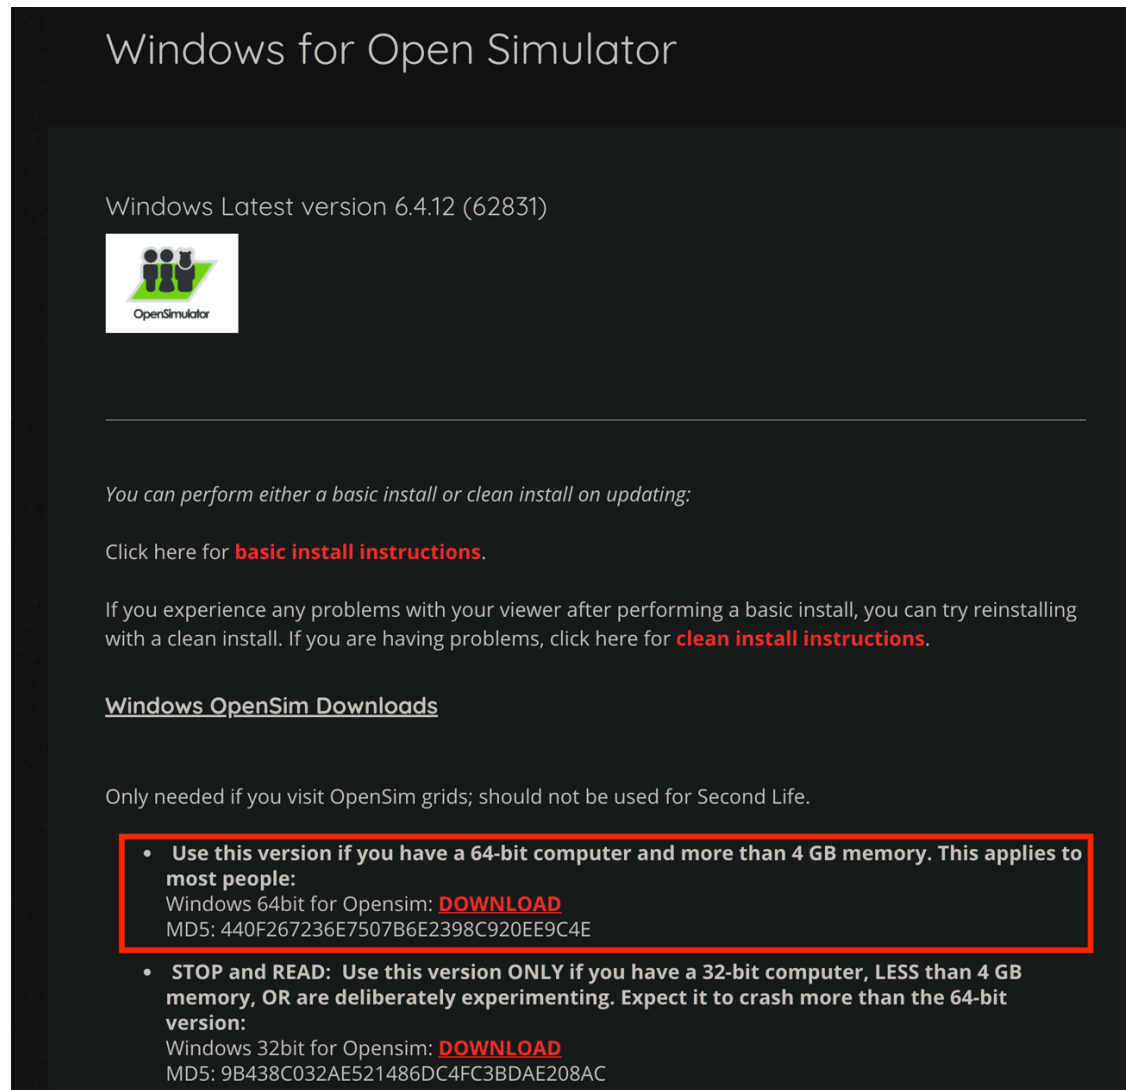 Windows for Open Simulator
Windows Latest version 6.4.12 (62831)
OpenSimulator
You can perform either a basic install or clean install on updating:
Click here for basic install instructions.
If you experience any problems with your viewer after performing a basic install, you can try reinstalling
with a clean install. If you are having problems, click here for clean install instructions.
Windows OpenSim Downloads
Only needed if you visit OpenSim grids; should not be used for Second Life.
• Use this version if you have a 64-bit computer and more than 4 GB memory. This applies to
most people:
Windows 64bit for Opensim: DOWNLOAD
MD5: 440F267236E7507B6E2398C920EE9C4E
• STOP and READ:  Use this version ONLY if you have a 32-bit computer, LESS than 4 GB
memory, OR are deliberately experimenting. Expect it to crash more than the 64-bit
version:
Windows 32bit for Opensim: DOWNLOAD
MD5: 9B438C032AE521486DC4FC3BDAE208AC